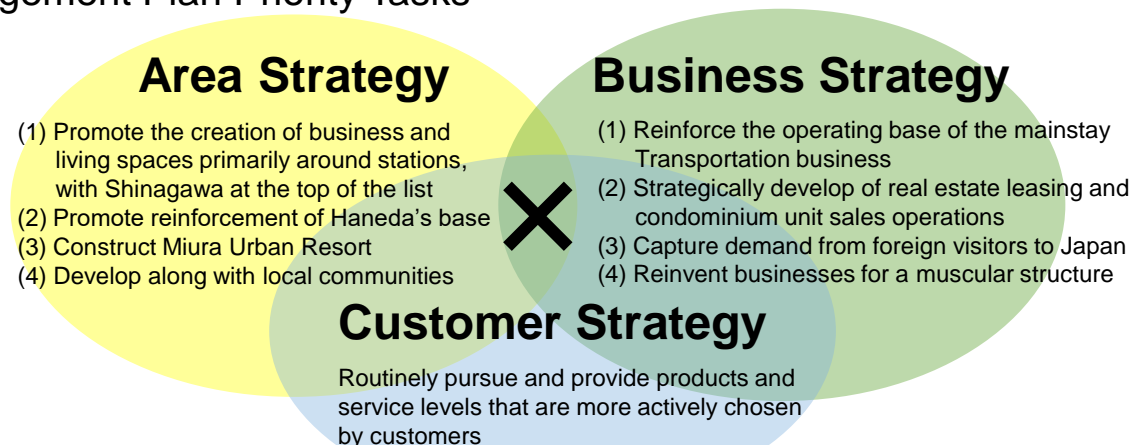 gement Plan Priority Tasks
Area Strategy
(1) Promote the creation of business and
living spaces primarily around stations,
with Shinagawa at the top of the list
(2) Promote reinforcement of Haneda's base
(3) Construct Miura Urban Resort
(4) Develop along with local communities
Business Strategy
(1) Reinforce the operating base of the mainstay
Transportation business
(2) Strategically develop of real estate leasing and
condominium unit sales operations
(3) Capture demand from foreign visitors to Japan
(4) Reinvent businesses for a muscular structure
Customer Strategy
Routinely pursue and provide products and
service levels that are more actively chosen
by customers